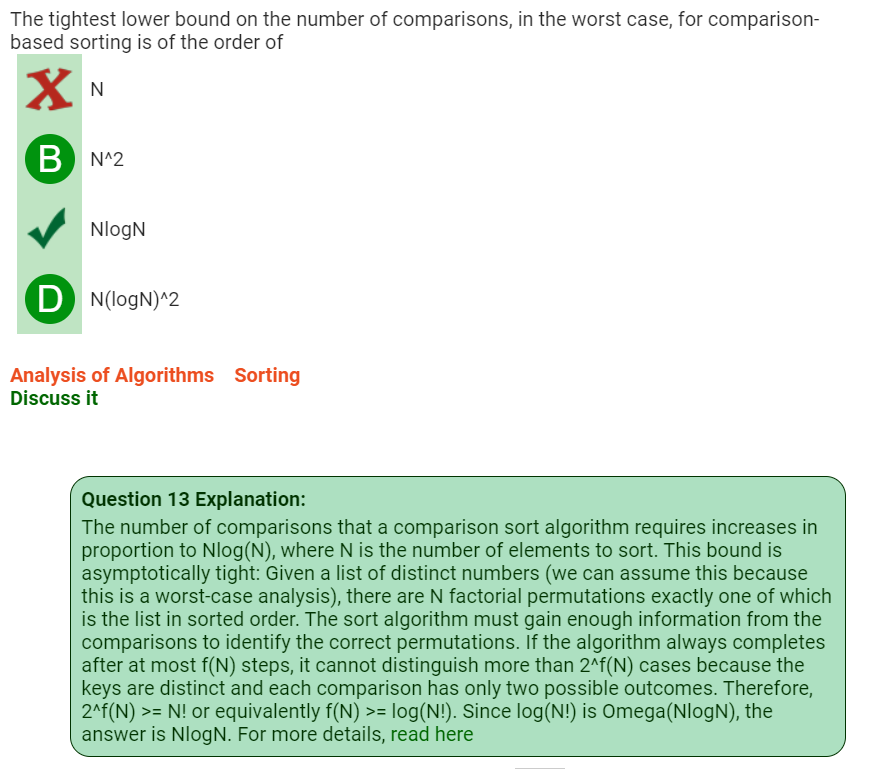 The tightest lower bound on the number of comparisons, in the worst case, for comparison-
based sorting is of the order of
X N
B N^2
NlogN
D N(logN)^2
Analysis of Algorithms Sorting
Discuss it
Question 13 Explanation:
The number of comparisons that a comparison sort algorithm requires increases in
proportion to Nlog(N), where N is the number of elements to sort. This bound is
asymptotically tight: Given a list of distinct numbers (we can assume this because
this is a worst-case analysis), there are N factorial permutations exactly one of which
is the list in sorted order. The sort algorithm must gain enough information from the
comparisons to identify the correct permutations. If the algorithm always completes
after at most f(N) steps, it cannot distinguish more than 2^f(N) cases because the
keys are distinct and each comparison has only two possible outcomes. Therefore,
2^f(N) >= N! or equivalently f(N) >= log(N!). Since log(N!) is Omega(NlogN), the
answer is NlogN. For more details, read here